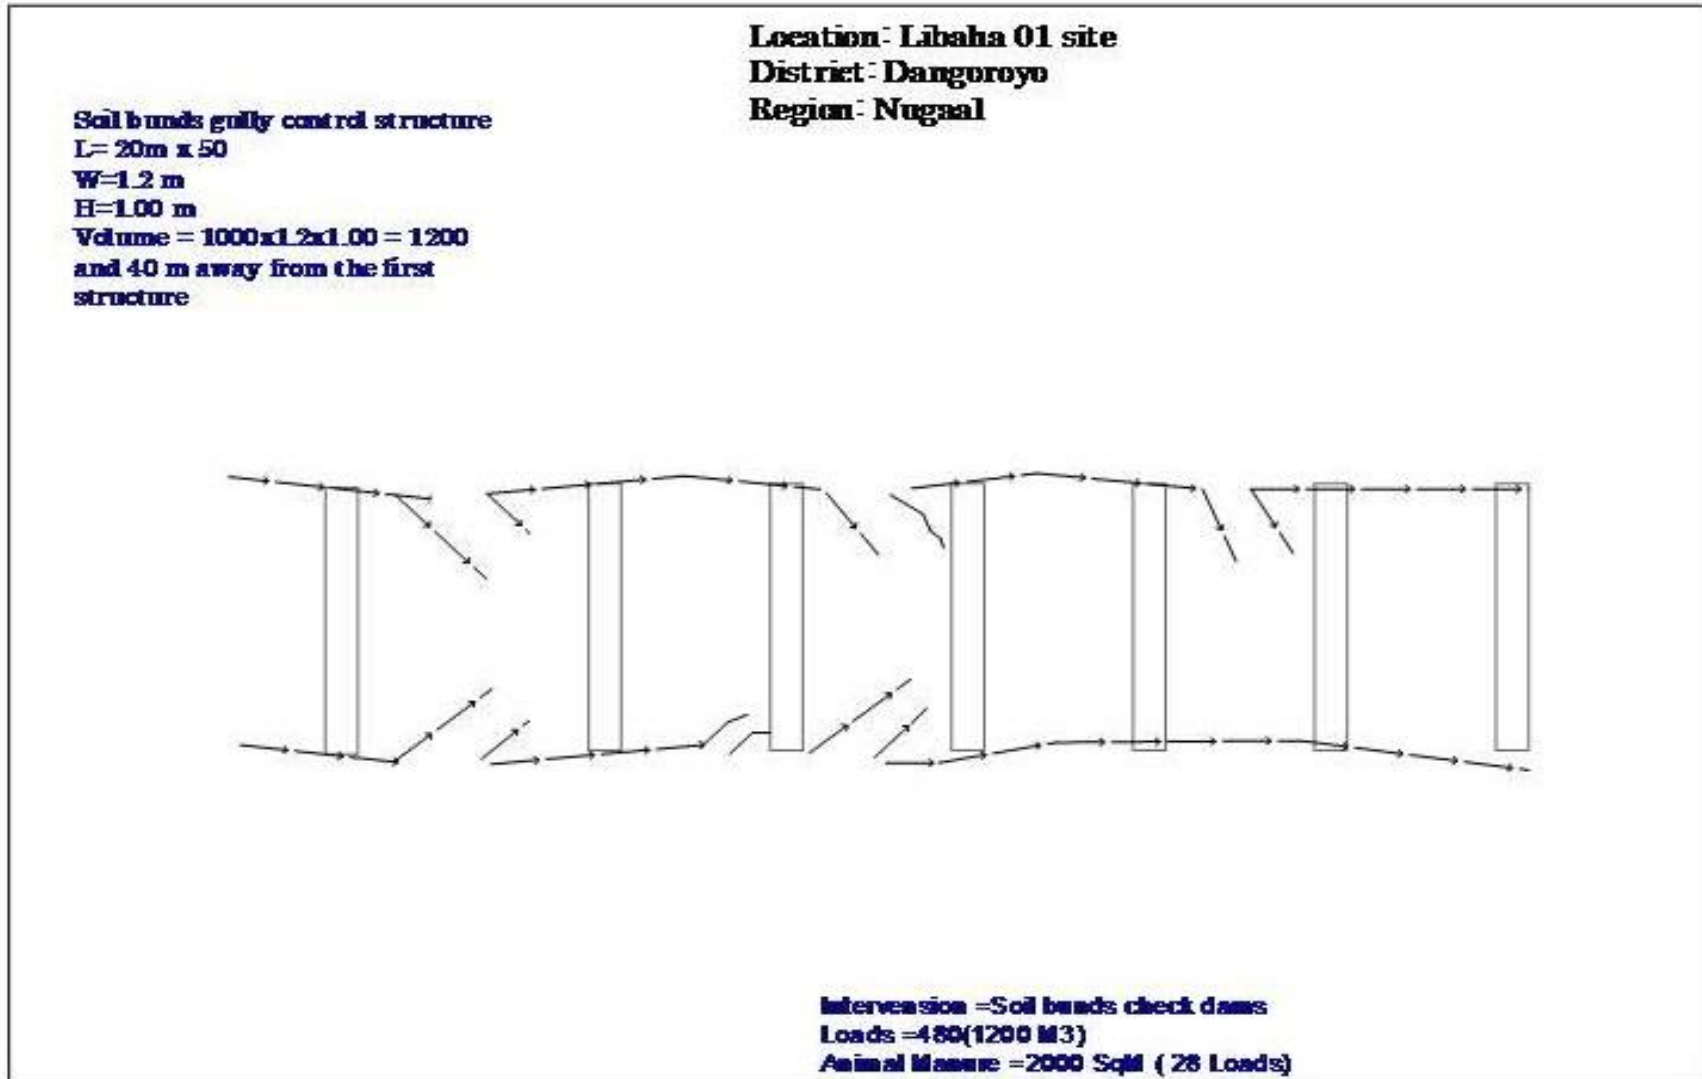 Location: Libaha 01 site
District: Dangoroyo
Region: Nugaal
Soil bunds gully control structure
L= 20m x 50
W=1.2 m
H=1.00 m
Volume = 1000x1.2x1.00 = 1200
and 40 m away from the first
structure
Intervension =Soil bunds check dams
Loads =480(1200 M3)
Animal Manure =2000 SqM ( 28 Loads)